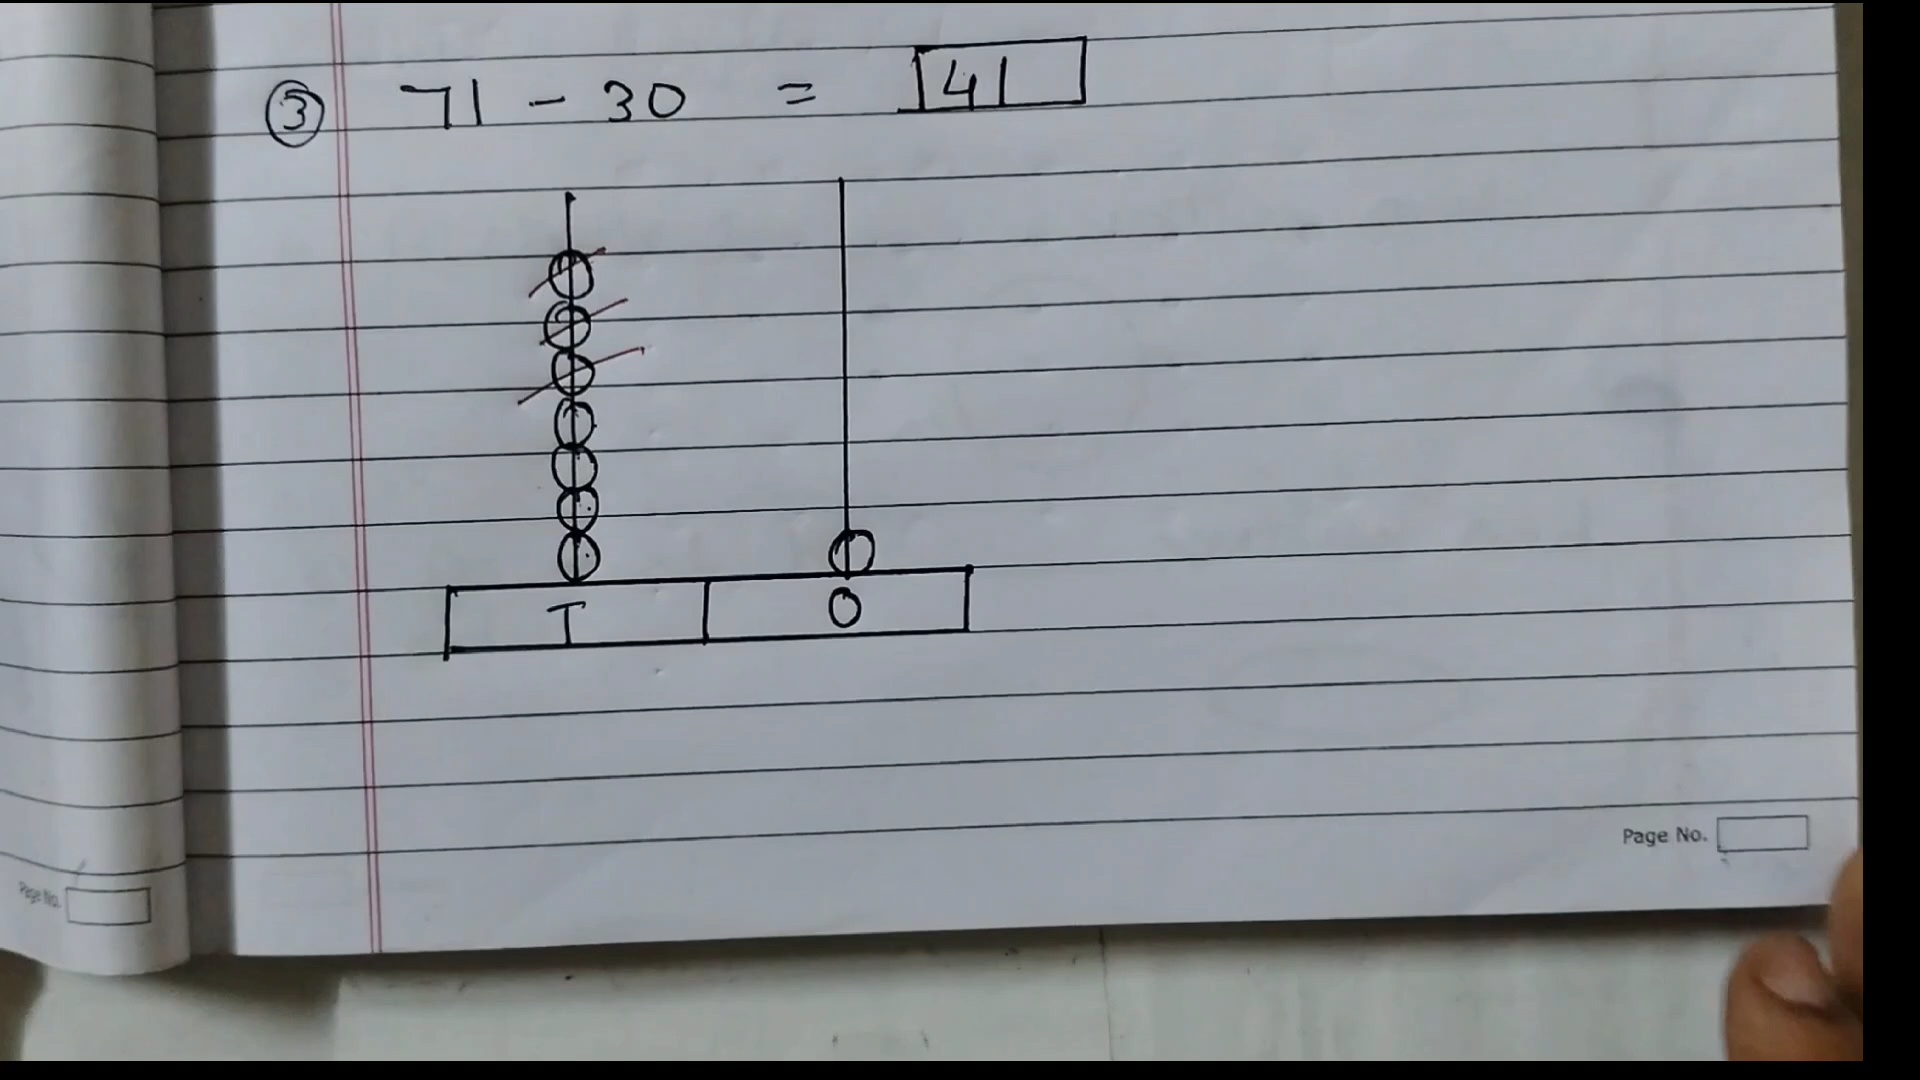 ③ 71 - 30 = 41
T O
Page No.
Page No.